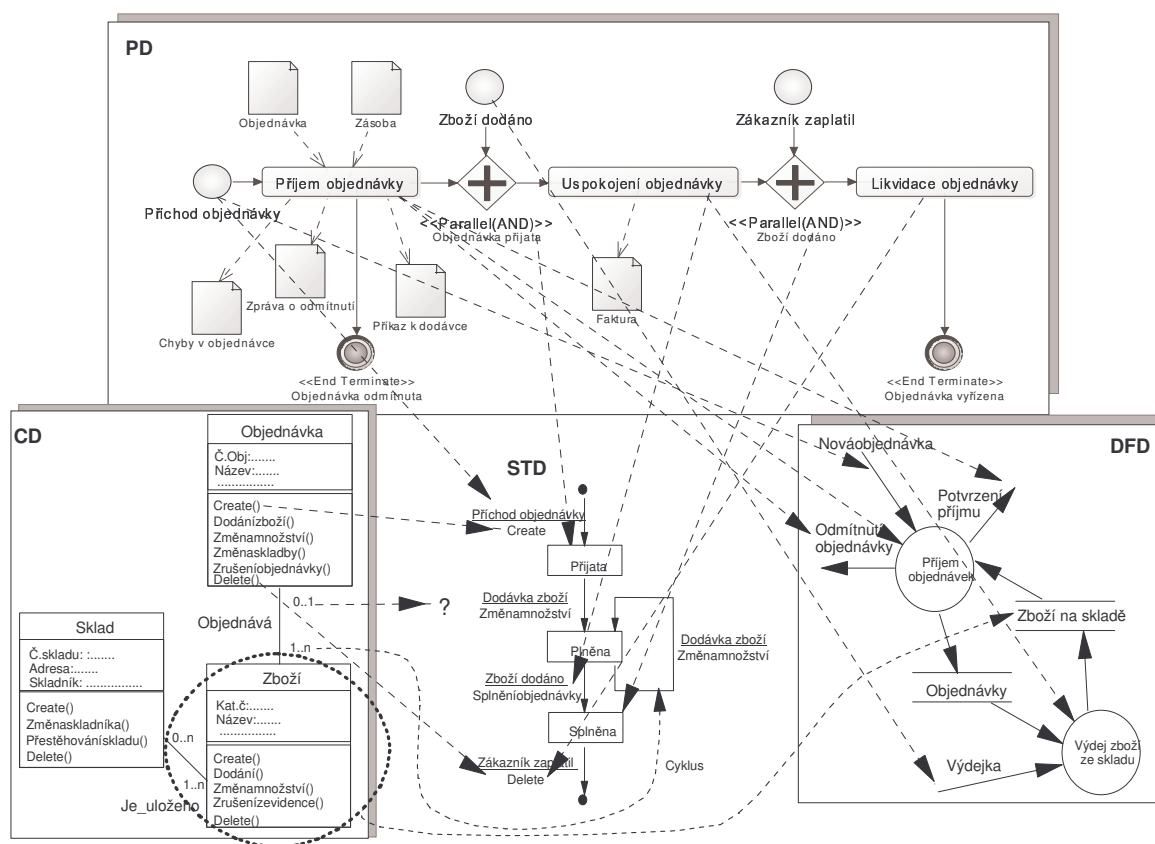 PD
Objednávka
Zásoba
Zboží dodáno
Zákazník zaplatil
Příjem objednávky
Uspokojení objednávky
Likvidace objednávky
Příchod objednávky
<<Parallel(AND)>>
Objednávka přijata
<<Parallel(AND)>>
Zboží dodáno
Zpráva o odmítnutí
Příkaz k dodávce
Faktura
Chyby v objednávce
<<End Terminate>>
Objednávka odmítnuta
<<End Terminate>>
Objednávka vyřízena
CD
Objednávka
Č.Obj:.......
Název:......
................
Create()
Dodánízboží()
Změnamnožství()
Změnaskladby()
Zrušeníobjednávky()
Delete()
0..1
?
Objednává
1..n
Sklad
Č.skladu: :......
Adresa:......
Skladník: ................
Create()
Změnaskladníka()
Přestěhovánískladu()
Delete()
0..n
1..n
Je_uloženo
Zboží
Kat.č:.......
Název:......
................
Create()
Dodání()
Změnamnožství()
Zrušenízevidence()
Delete()
STD
Příchod objednávky
Create
Přijata
Dodávka zboží
Změnamnožství
Plněna
Dodávka zboží
Změnamnožství
Zboží dodáno
Splněníobjednávky
Splněna
Zákazník zaplatil
Delete
Cyklus
DFD
Nováobjednávka
Potvrzení
příjmu
Odmítnutí
objednávky
Příjem
objednávek
Zboží na skladě
Objednávky
Výdej zboží
ze skladu
Výdejka